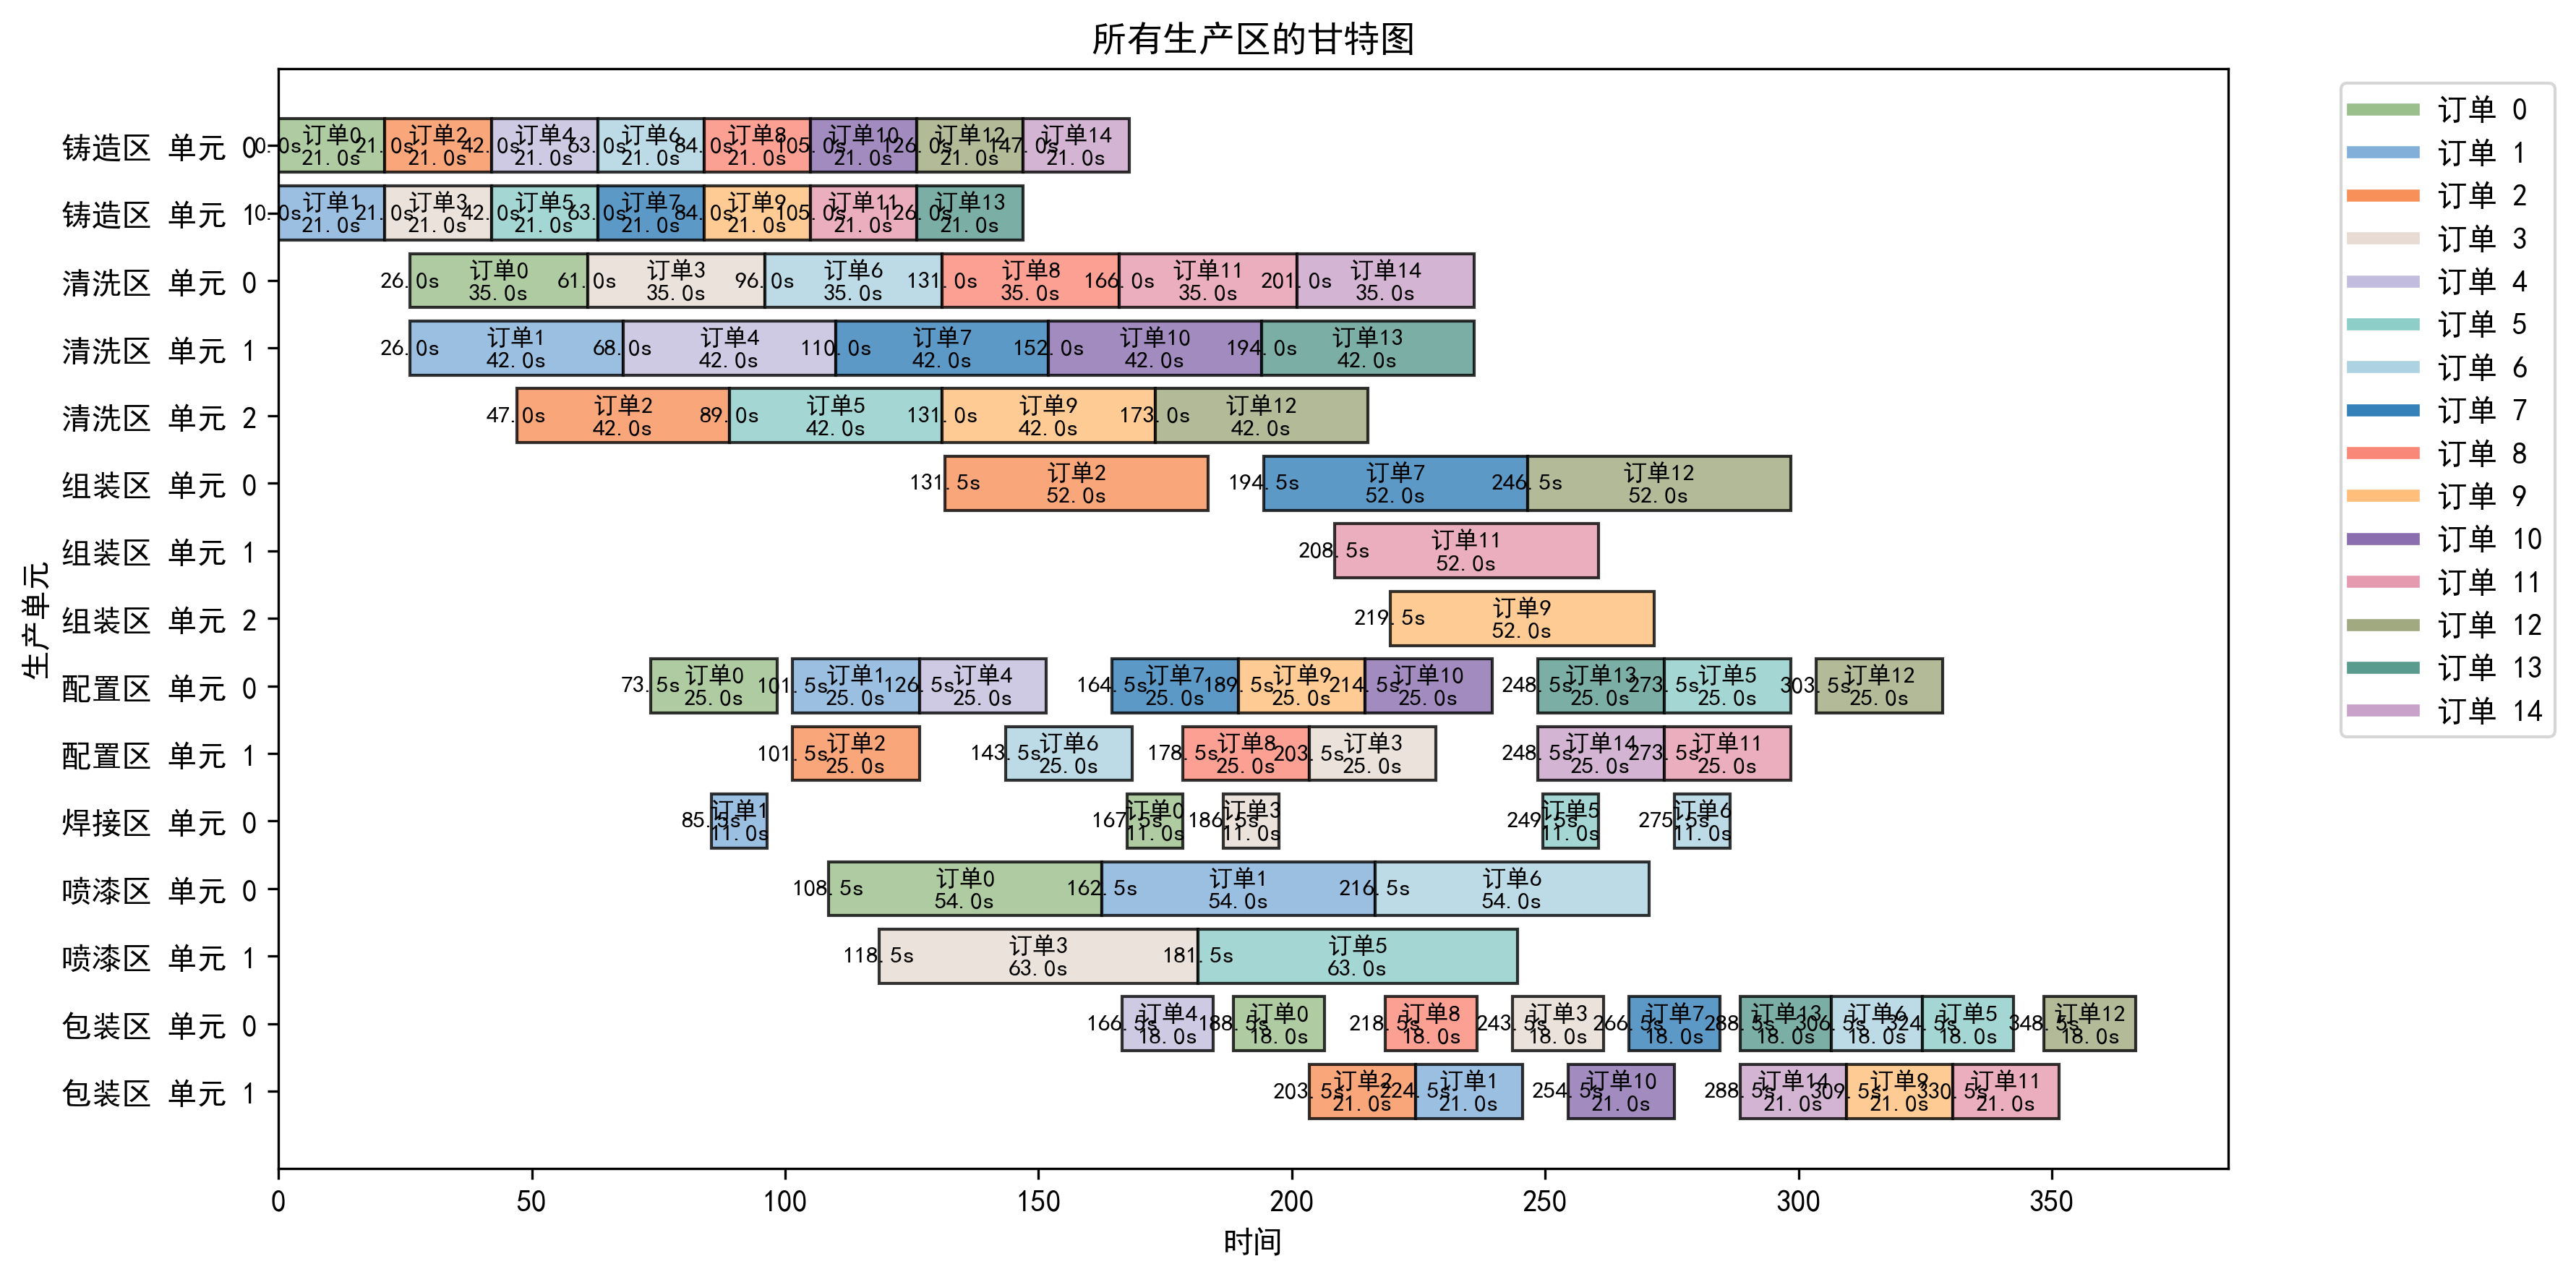 所有生产区的甘特图
铸造区 单元 0
0.0s 订单0 21.0s
21.0s 订单2 21.0s
42.0s 订单4 21.0s
63.0s 订单6 21.0s
84.0s 订单8 21.0s
105.0s 订单10 21.0s
126.0s 订单12 21.0s
147.0s 订单14 21.0s
铸造区 单元 1
0.0s 订单1 21.0s
21.0s 订单3 21.0s
42.0s 订单5 21.0s
63.0s 订单7 21.0s
84.0s 订单9 21.0s
105.0s 订单11 21.0s
126.0s 订单13 21.0s
清洗区 单元 0
26.0s 订单0 35.0s
61.0s 订单3 35.0s
96.0s 订单6 35.0s
131.0s 订单8 35.0s
166.0s 订单11 35.0s
201.0s 订单14 35.0s
清洗区 单元 1
26.0s 订单1 42.0s
68.0s 订单4 42.0s
110.0s 订单7 42.0s
152.0s 订单10 42.0s
194.0s 订单13 42.0s
清洗区 单元 2
47.0s 订单2 42.0s
89.0s 订单5 42.0s
131.0s 订单9 42.0s
173.0s 订单12 42.0s
组装区 单元 0
131.5s 订单2 52.0s
194.5s 订单7 52.0s
246.5s 订单12 52.0s
组装区 单元 1
208.5s 订单11 52.0s
组装区 单元 2
219.5s 订单9 52.0s
配置区 单元 0
73.5s 订单0 25.0s
101.5s 订单1 25.0s
126.5s 订单4 25.0s
164.5s 订单7 25.0s
189.5s 订单9 25.0s
214.5s 订单10 25.0s
248.5s 订单13 25.0s
273.5s 订单5 25.0s
303.5s 订单12 25.0s
配置区 单元 1
101.5s 订单2 25.0s
143.5s 订单6 25.0s
178.5s 订单8 25.0s
203.5s 订单3 25.0s
248.5s 订单14 25.0s
273.5s 订单11 25.0s
焊接区 单元 0
85.5s 订单1 11.0s
167.5s 订单0 11.0s
186.5s 订单3 11.0s
249.5s 订单5 11.0s
275.5s 订单6 11.0s
喷漆区 单元 0
108.5s 订单0 54.0s
162.5s 订单1 54.0s
216.5s 订单6 54.0s
喷漆区 单元 1
118.5s 订单3 63.0s
181.5s 订单5 63.0s
包装区 单元 0
166.5s 订单4 18.0s
188.5s 订单0 18.0s
218.5s 订单8 18.0s
243.5s 订单3 18.0s
266.5s 订单7 18.0s
288.5s 订单13 18.0s
306.5s 订单6 18.0s
324.5s 订单5 18.0s
348.5s 订单12 18.0s
包装区 单元 1
203.5s 订单2 21.0s
224.5s 订单1 21.0s
254.5s 订单10 21.0s
288.5s 订单14 21.0s
309.5s 订单9 21.0s
330.5s 订单11 21.0s
生产单元
0 50 100 150 200 250 300 350
时间
订单 0
订单 1
订单 2
订单 3
订单 4
订单 5
订单 6
订单 7
订单 8
订单 9
订单 10
订单 11
订单 12
订单 13
订单 14